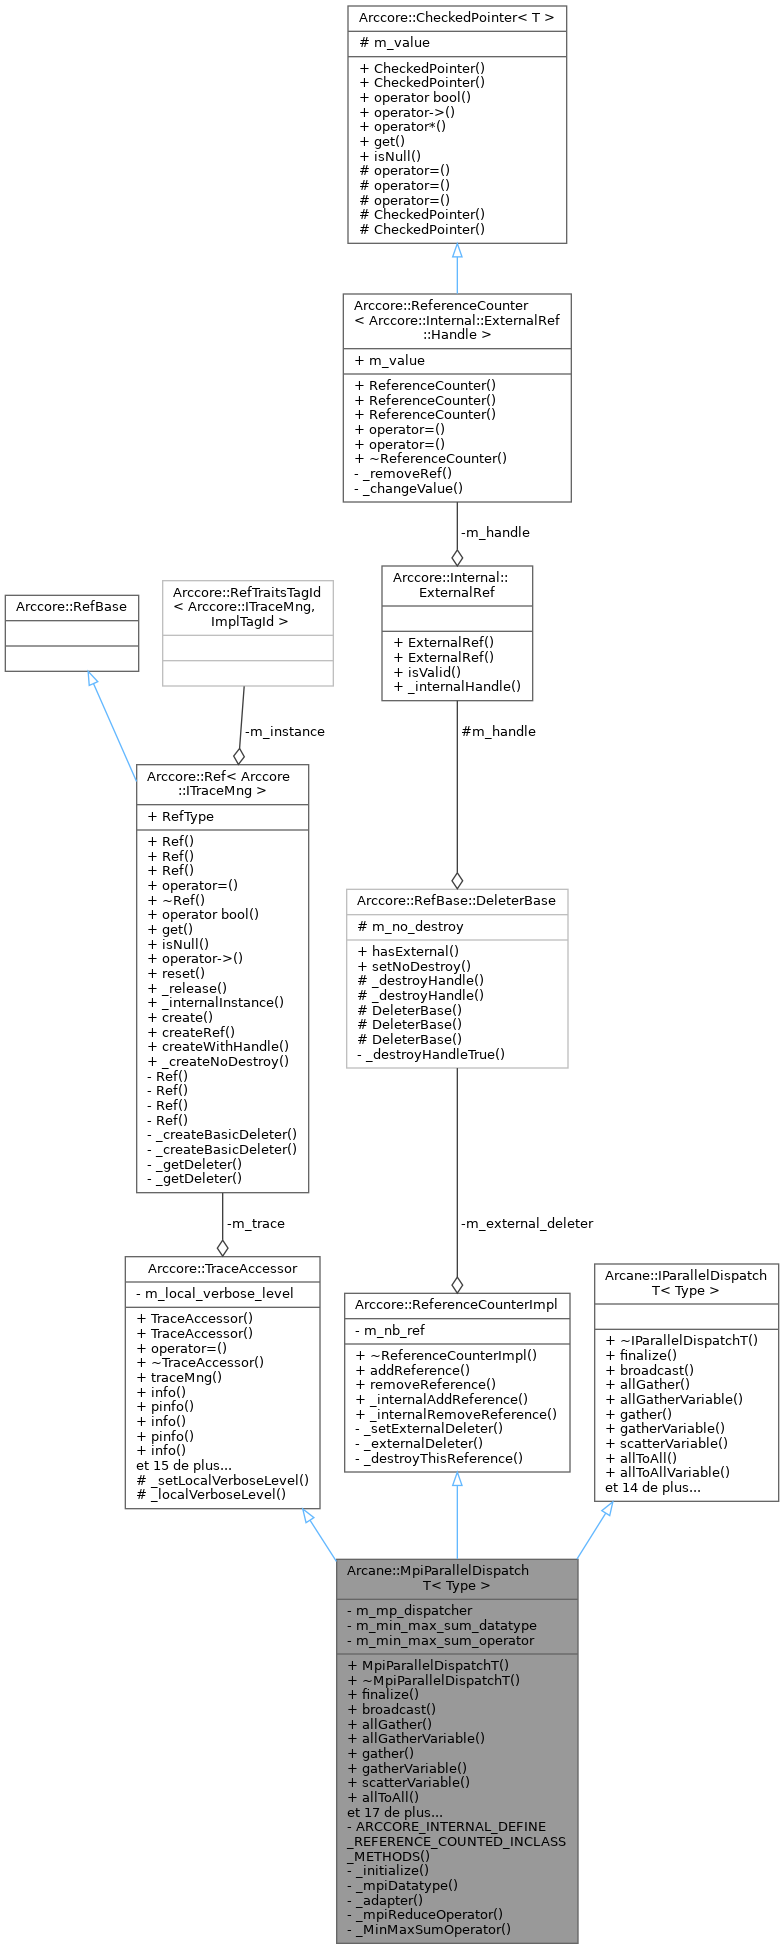 Arccore::CheckedPointer< T >
# m_value
+ CheckedPointer()
+ CheckedPointer()
+ operator bool()
+ operator->()
+ operator*()
+ get()
+ isNull()
# operator=()
# operator=()
# operator=()
# CheckedPointer()
# CheckedPointer()
Arccore::ReferenceCounter
< Arccore::Internal::ExternalRef
::Handle >
+ m_value
+ ReferenceCounter()
+ ReferenceCounter()
+ ReferenceCounter()
+ operator=()
+ operator=()
+ ~ReferenceCounter()
- _removeRef()
- _changeValue()
-m_handle
Arccore::Internal::
ExternalRef
+ ExternalRef()
+ ExternalRef()
+ isValid()
+ _internalHandle()
Arccore::RefBase
Arccore::RefTraitsTagId
< Arccore::ITraceMng,
ImplTagId >
-m_instance
#m_handle
Arccore::Ref< Arccore
::ITraceMng >
+ RefType
+ Ref()
+ Ref()
+ Ref()
+ operator=()
+ ~Ref()
+ operator bool()
+ get()
+ isNull()
+ operator->()
+ reset()
+ _release()
+ _internalInstance()
+ create()
+ createRef()
+ createWithHandle()
+ _createNoDestroy()
- Ref()
- Ref()
- Ref()
- Ref()
- _createBasicDeleter()
- _createBasicDeleter()
- _getDeleter()
- _getDeleter()
Arccore::RefBase::DeleterBase
# m_no_destroy
+ hasExternal()
+ setNoDestroy()
# _destroyHandle()
# _destroyHandle()
# DeleterBase()
# DeleterBase()
# DeleterBase()
- _destroyHandleTrue()
-m_trace
-m_external_deleter
Arccore::TraceAccessor
- m_local_verbose_level
+ TraceAccessor()
+ TraceAccessor()
+ operator=()
+ ~TraceAccessor()
+ traceMng()
+ info()
+ pinfo()
+ info()
+ pinfo()
+ info()
et 15 de plus...
# _setLocalVerboseLevel()
# _localVerboseLevel()
Arccore::ReferenceCounterImpl
- m_nb_ref
+ ~ReferenceCounterImpl()
+ addReference()
+ removeReference()
+ _internalAddReference()
+ _internalRemoveReference()
- _setExternalDeleter()
- _externalDeleter()
- _destroyThisReference()
Arcane::IParallelDispatch
T< Type >
+ ~IParallelDispatchT()
+ finalize()
+ broadcast()
+ allGather()
+ allGatherVariable()
+ gather()
+ gatherVariable()
+ scatterVariable()
+ allToAll()
+ allToAllVariable()
et 14 de plus...
Arcane::MpiParallelDispatch
T< Type >
- m_mp_dispatcher
- m_min_max_sum_datatype
- m_min_max_sum_operator
+ MpiParallelDispatchT()
+ ~MpiParallelDispatchT()
+ finalize()
+ broadcast()
+ allGather()
+ allGatherVariable()
+ gather()
+ gatherVariable()
+ scatterVariable()
+ allToAll()
et 17 de plus...
- ARCCORE_INTERNAL_DEFINE
_REFERENCE_COUNTED_INCLASS
_METHODS()
- _initialize()
- _mpiDatatype()
- _adapter()
- _mpiReduceOperator()
- _MinMaxSumOperator()